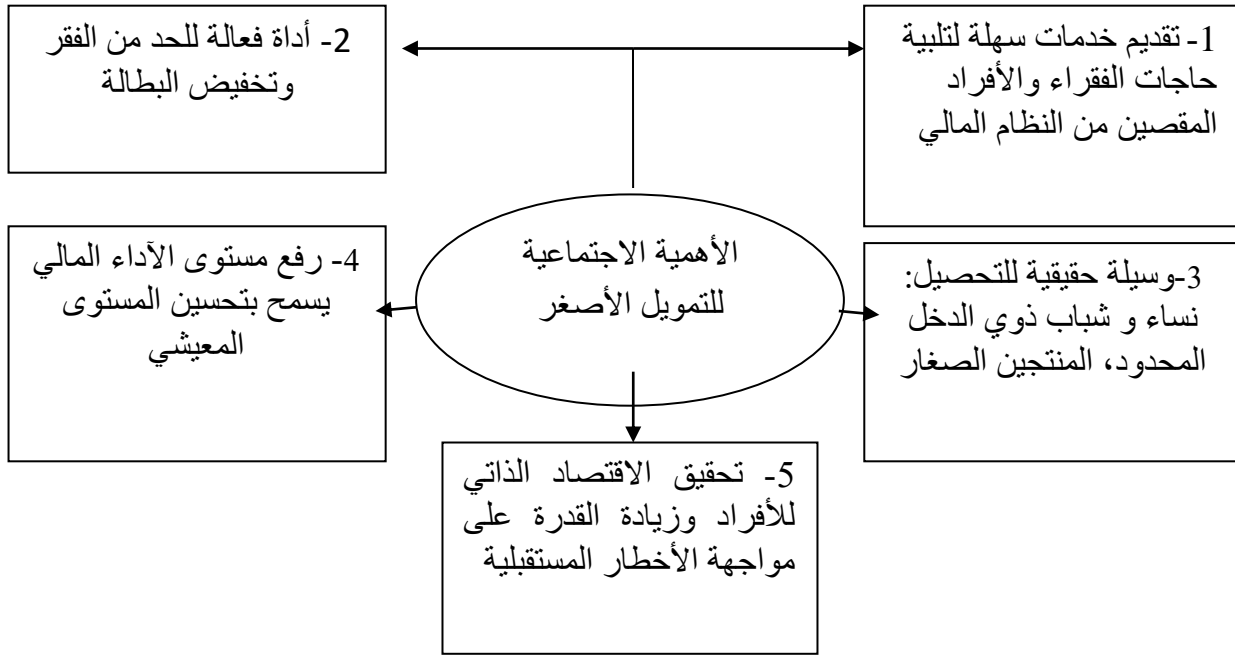 1- تقديم خدمات سهلة لتلبية
حاجات الفقراء والأفراد
المقصين من النظام المالي
2- أداة فعالة للحد من الفقر
وتخفيض البطالة
الأهمية الاجتماعية
للتمويل الأصغر
3-وسيلة حقيقية للتحصيل:
نساء و شباب ذوي الدخل
المحدود، المنتجين الصغار
4- رفع مستوى الآداء المالي
يسمح بتحسين المستوى
المعيشي
5- تحقيق الاقتصاد الذاتي
للأفراد وزيادة القدرة على
مواجهة الأخطار المستقبلية